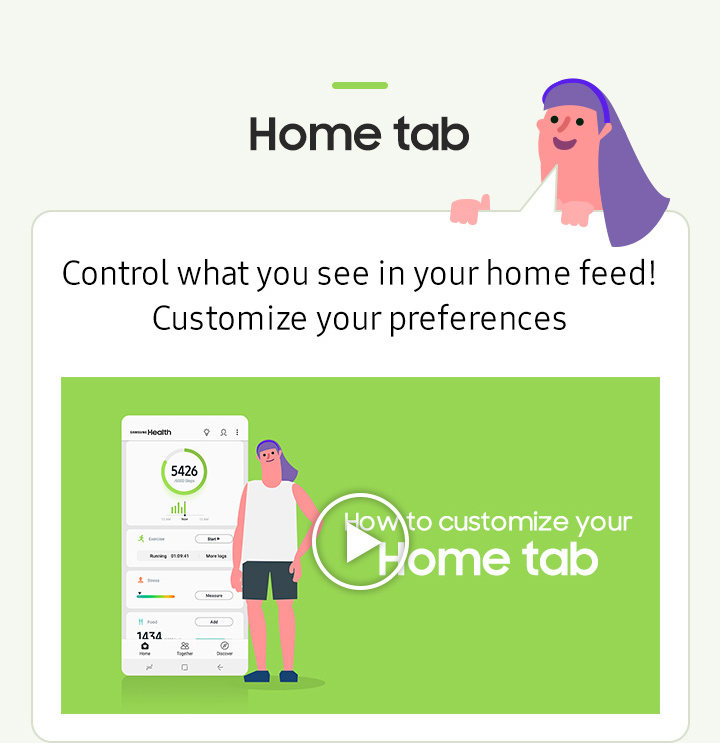 Home tab
Control what you see in your home feed!
Customize your preferences
SAMSUNG Health
5426
/6000 Steps
Now
Exercise
Start
Running 01:09:41 More logs
Stress
Measure
Food
Add
1434
Home Together Discover
How to customize your
Home tab